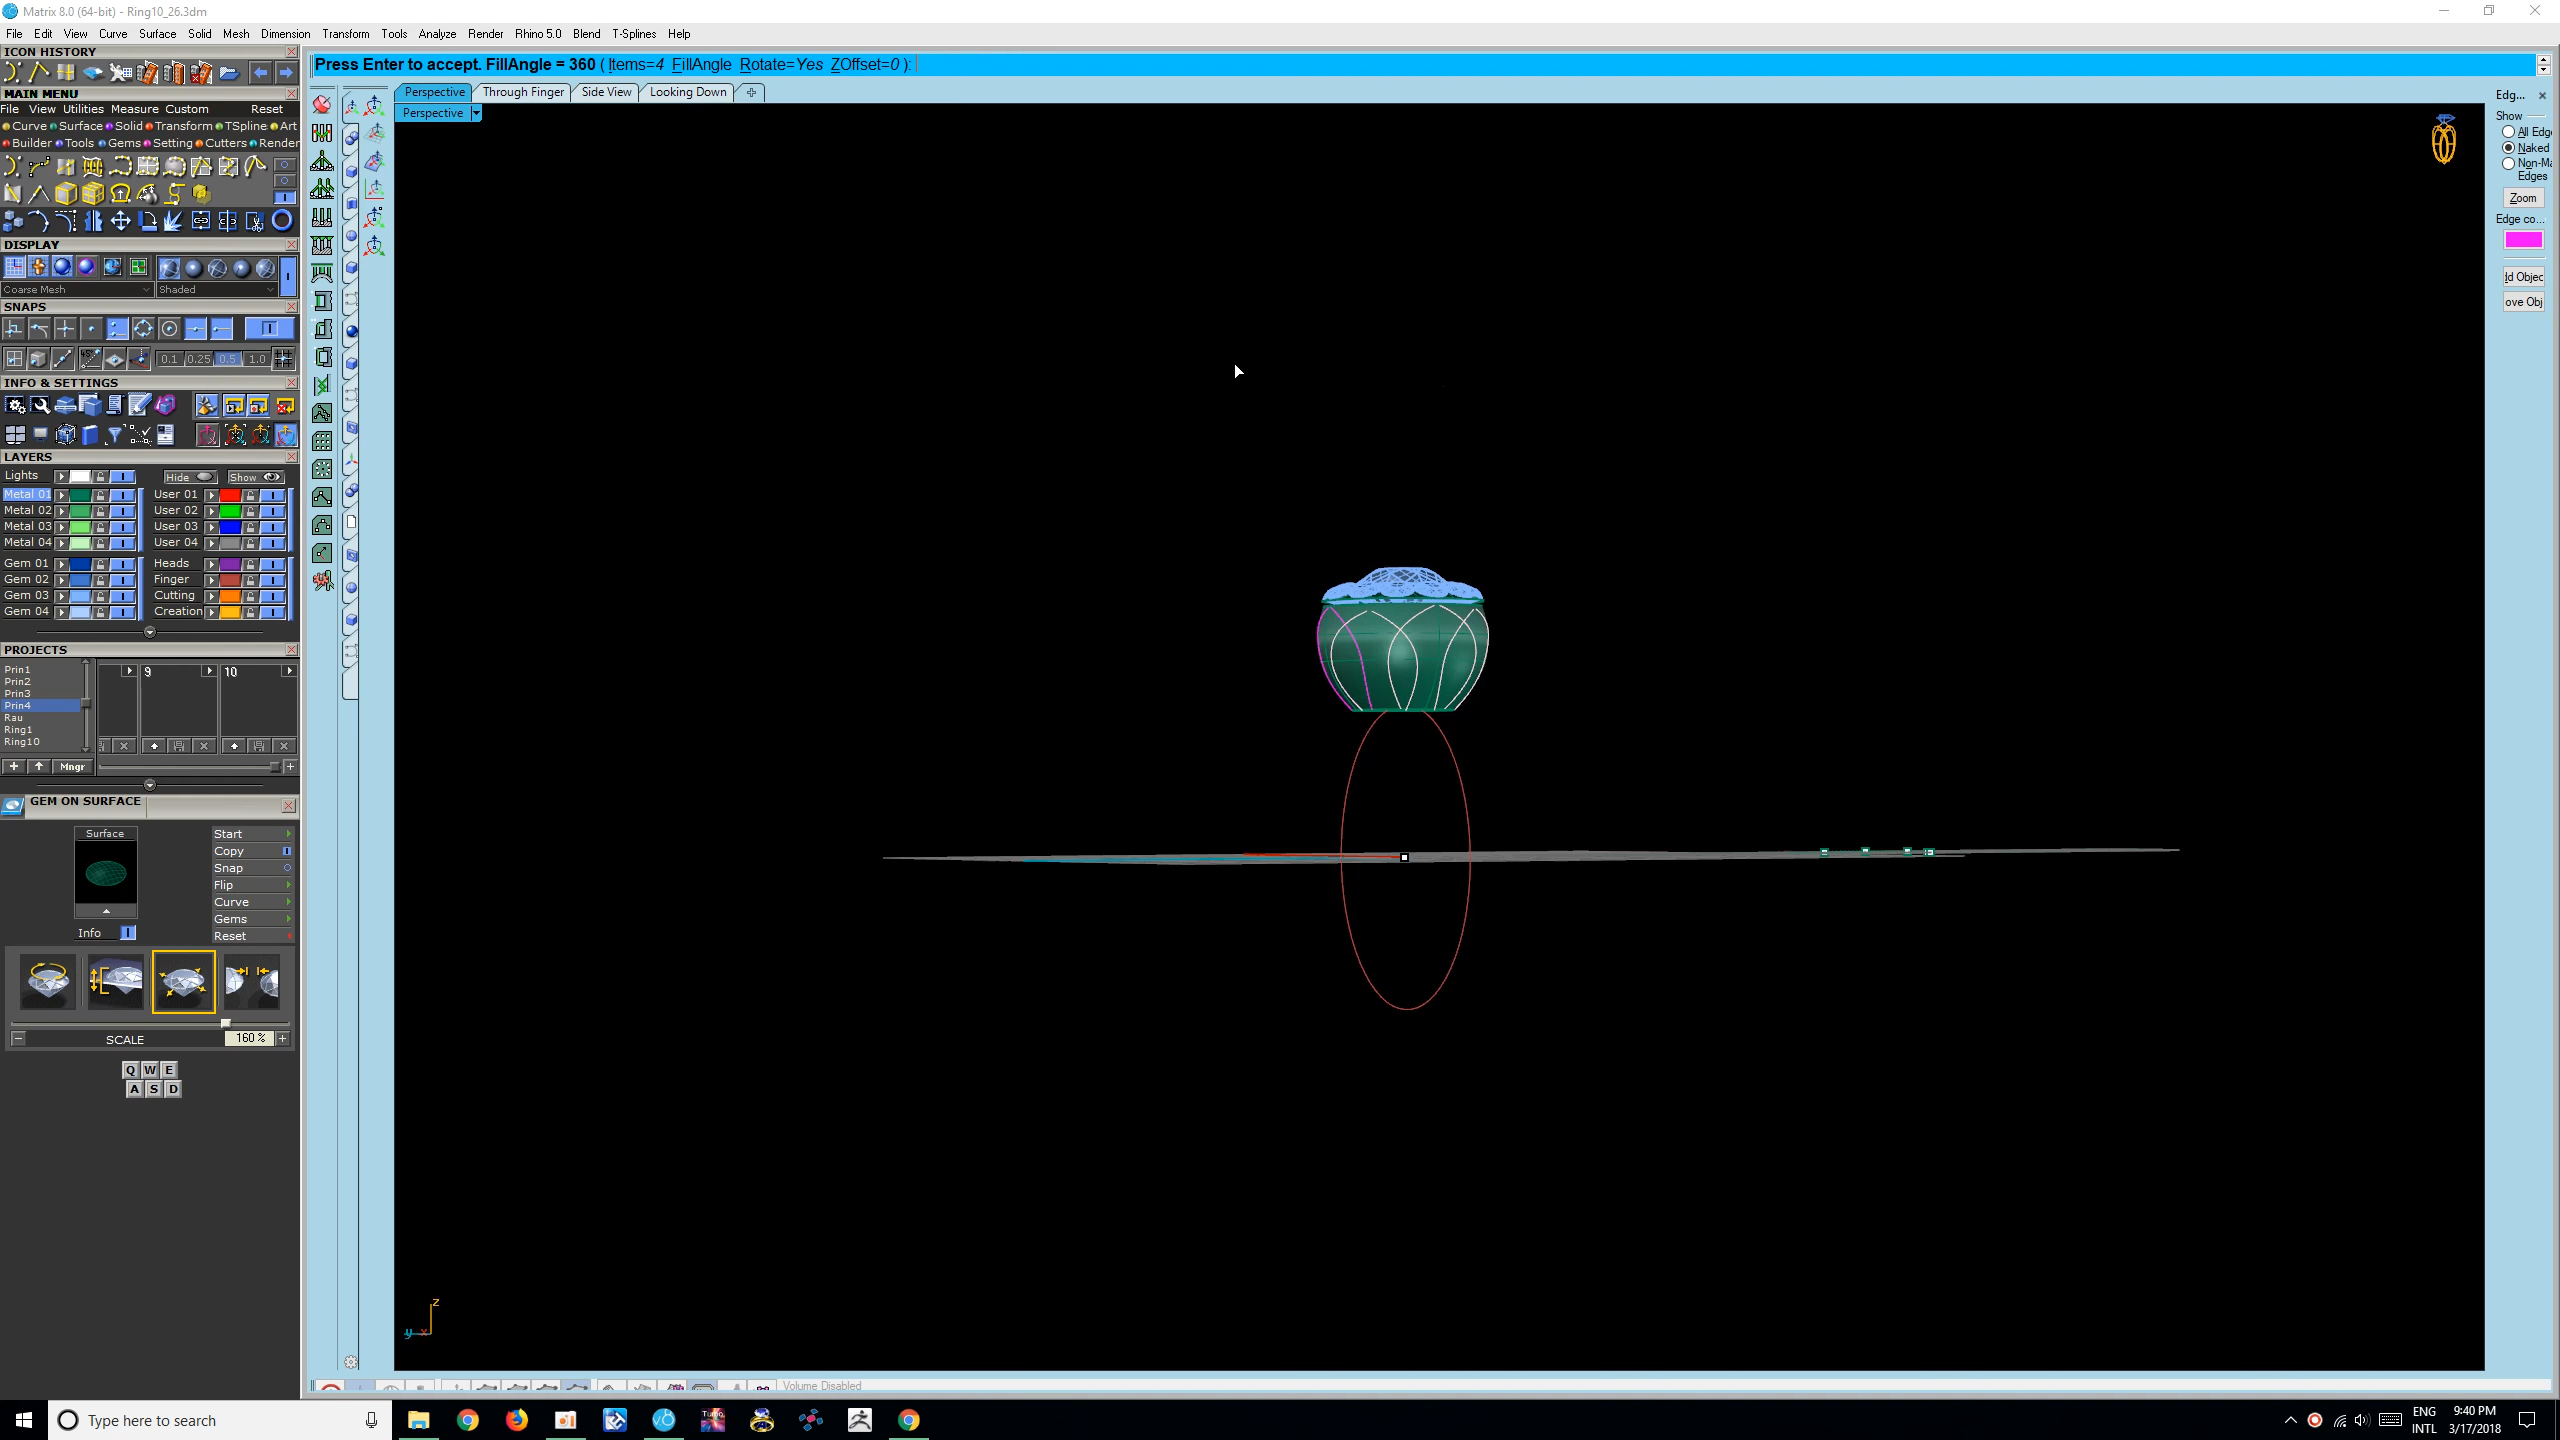 Matrix 8.0 (64-bit) - Ring10_26.3dm
File Edit View Curve Surface Solid Mesh Dimension Transform Tools Analyze Render Rhino 5.0 Blend T-Splines Help
ICON HISTORY
Press Enter to accept. FillAngle = 360 ( Items=4 FillAngle Rotate=Yes ZOffset=0 ):
MAIN MENU
File View Utilities Measure Custom Reset
Curve Surface Solid Transform TSpline Art
Builder Tools Gems Setting Cutters Render
Perspective Through Finger Side View Looking Down
Perspective
Edg...
Show
All Edg
Naked
Non-Ma
Edges
Zoom
Edge co...
ld Objec
ove Obj
DISPLAY
Coarse Mesh Shaded
SNAPS
0.1 0.25 0.5 1.0
INFO & SETTINGS
LAYERS
Lights Hide Show
Metal 01 User 01
Metal 02 User 02
Metal 03 User 03
Metal 04 User 04
Gem 01 Heads
Gem 02 Finger
Gem 03 Cutting
Gem 04 Creation
PROJECTS
Prin1
Prin2
Prin3
Prin4
Rau
Ring1
Ring10
9 10
Mngr
GEM ON SURFACE
Surface
Start
Copy
Snap
Flip
Curve
Gems
Info
Reset
SCALE 160 %
Q W E
A S D
z
y x
Volume Disabled
Type here to search
ENG
INTL
9:40 PM
3/17/2018